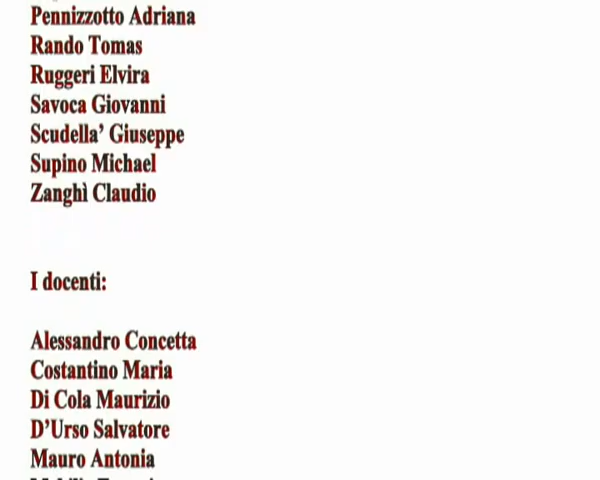 Pennizzotto Adriana
Rando Tomas
Ruggeri Elvira
Savoca Giovanni
Scudella’ Giuseppe
Supino Michael
Zanghì Claudio
I docenti:
Alessandro Concetta
Costantino Maria
Di Cola Maurizio
D’Urso Salvatore
Mauro Antonia